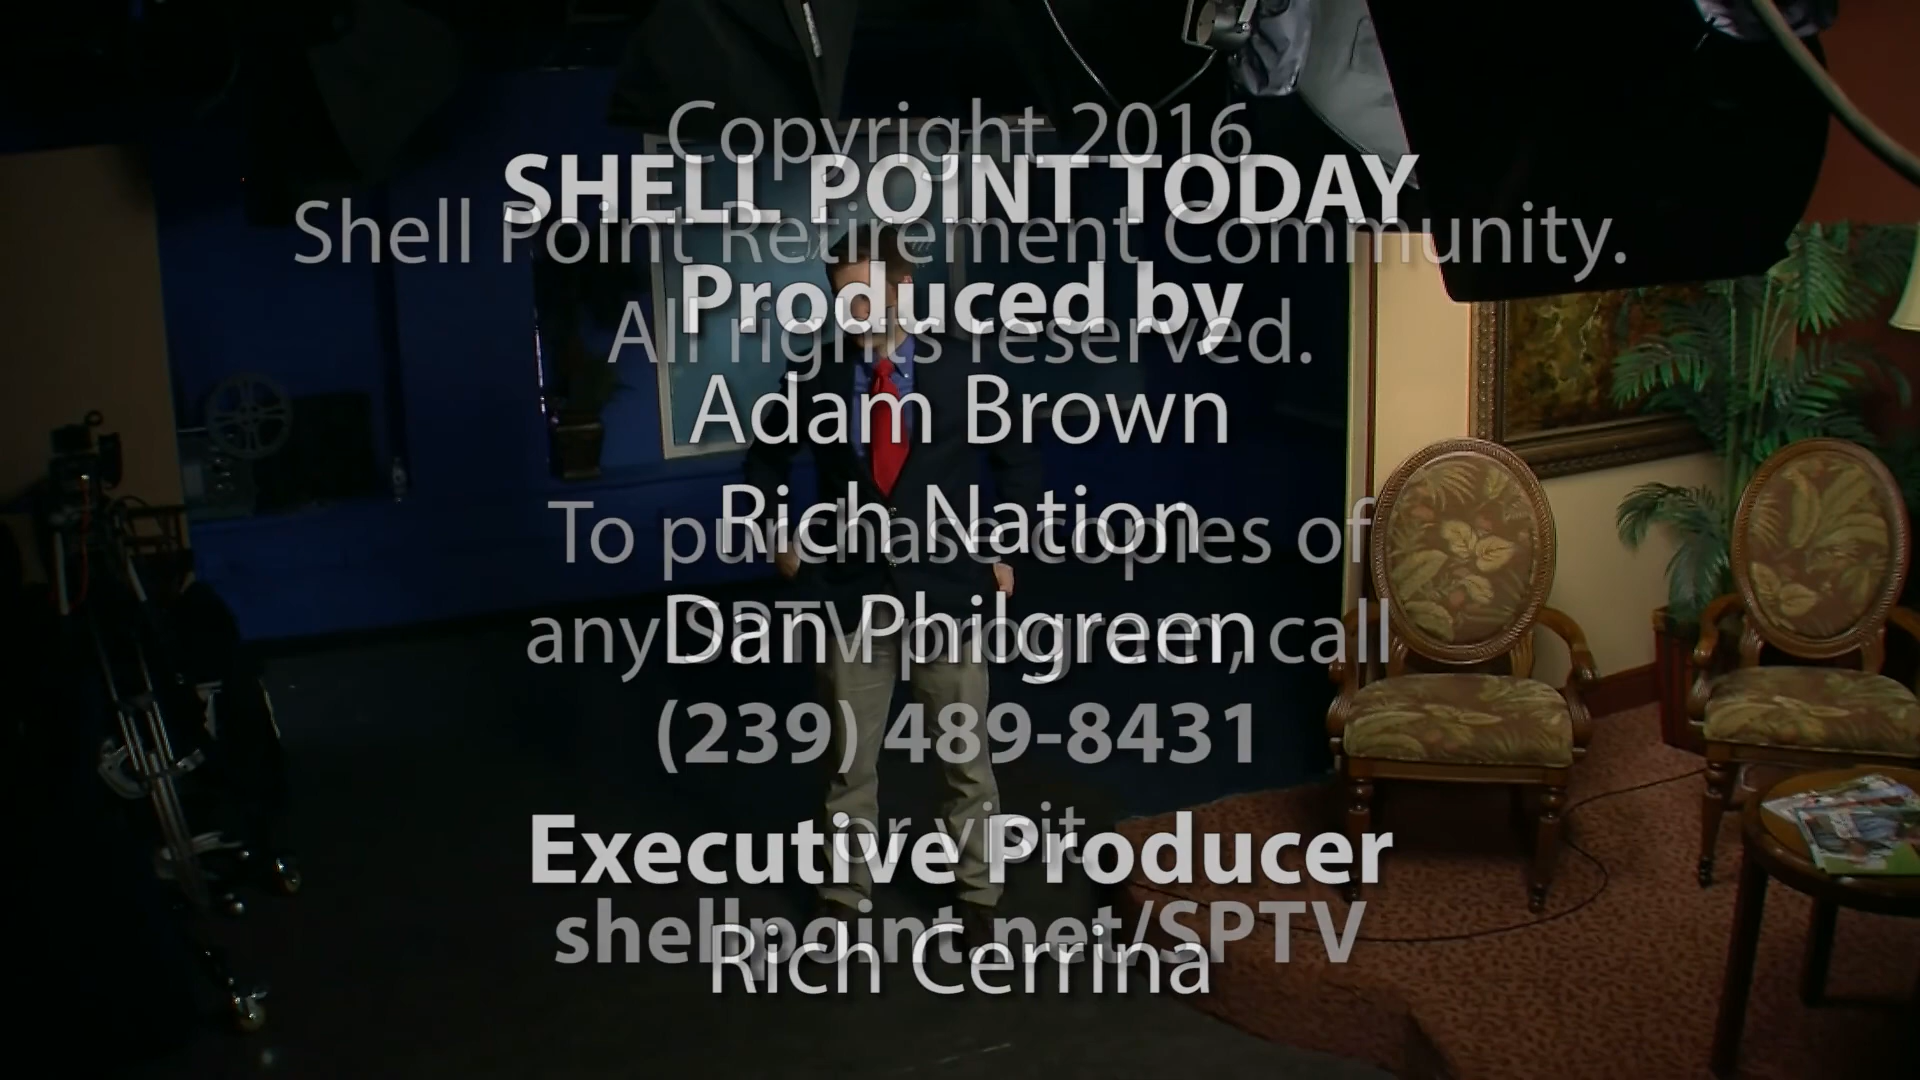 Copyright 2016
SHELL POINT TODAY
Shell Point Retirement Community.
Produced by
All rights reserved.
Adam Brown
Rich Nation
To purchase copies of
Dan Philgreen
any SPTV program, call
(239) 489-8431
or visit
Executive Producer
shellpoint.net/SPTV
Rich Cerrina